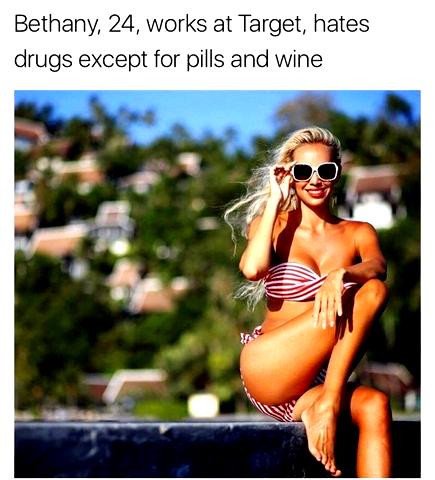 Bethany, 24, works at Target, hates
drugs except for pills and wine